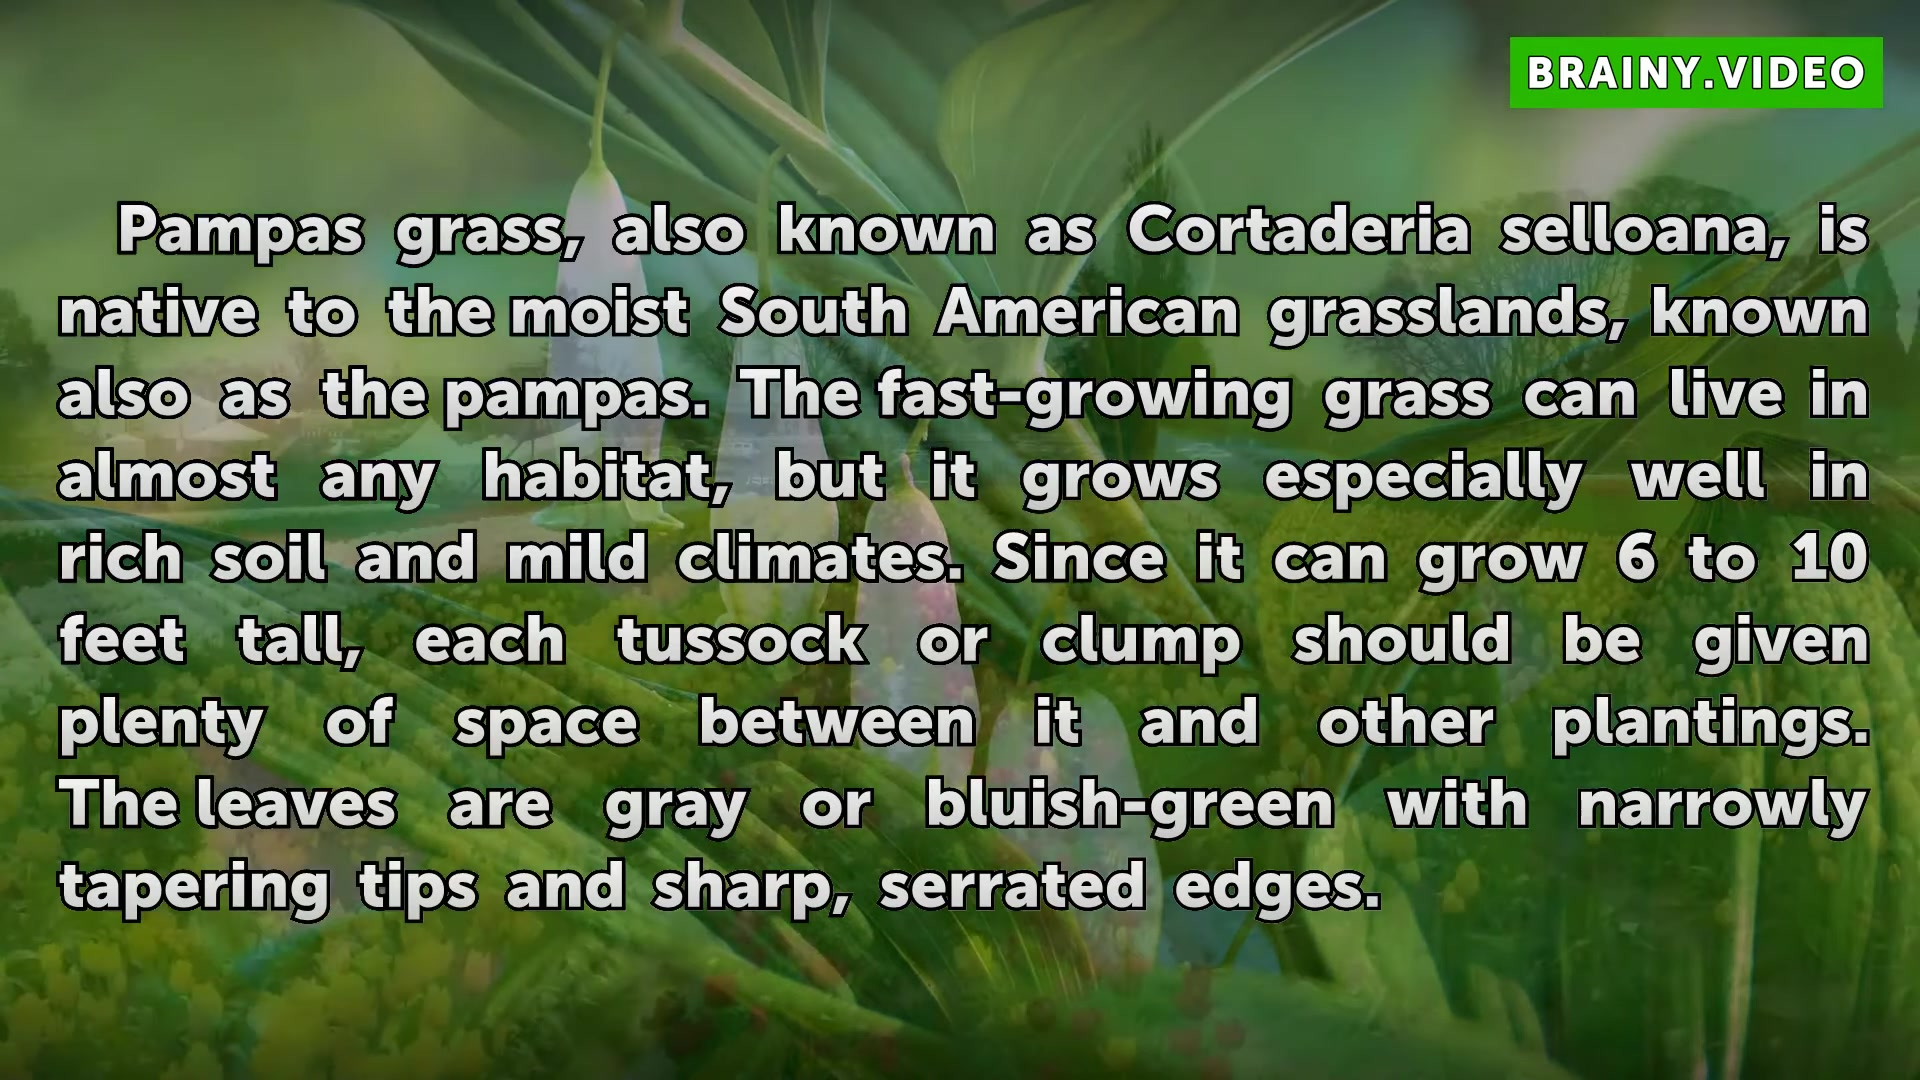 BRAINY.VIDEO
Pampas grass, also known as Cortaderia selloana, is
native to the moist South American grasslands, known
also as the pampas. The fast-growing grass can live in
almost any habitat, but it grows especially well in
rich soil and mild climates. Since it can grow 6 to 10
feet tall, each tussock or clump should be given
plenty of space between it and other plantings.
The leaves are gray or bluish-green with narrowly
tapering tips and sharp, serrated edges.